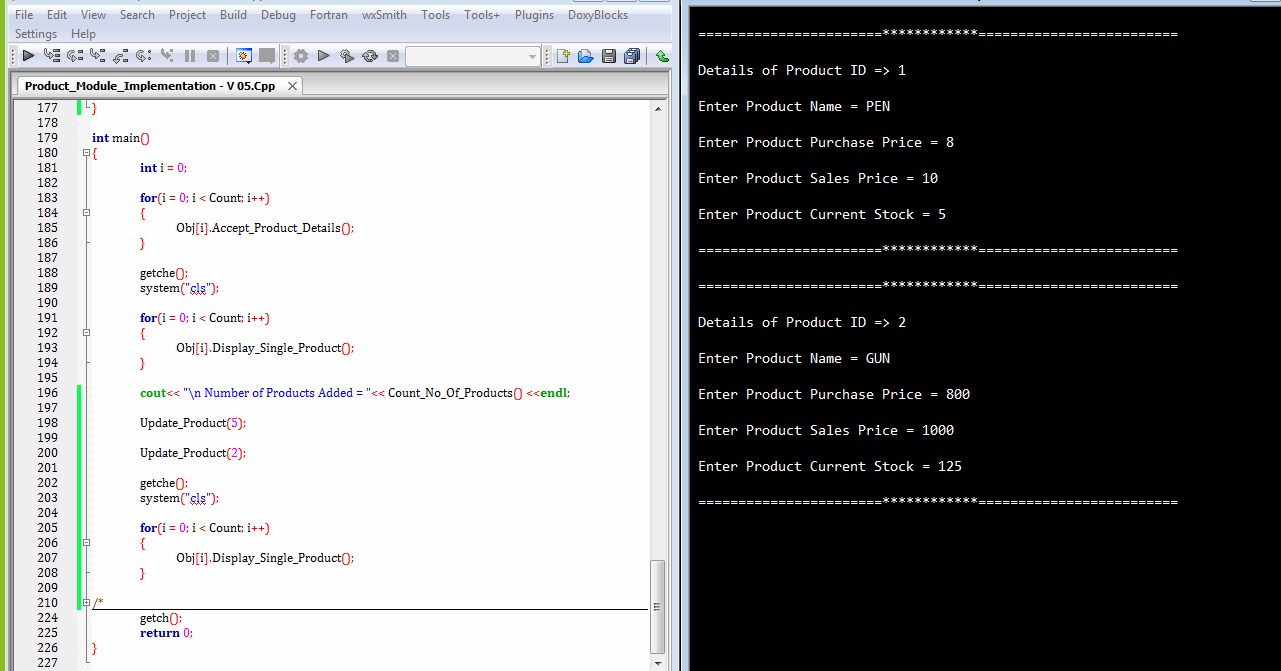 File Edit View Search Project Build Debug Fortran wxSmith Tools Tools+ Plugins DoxyBlocks
Settings Help
Product_Module_Implementation - V 05.Cpp
177 }
178
179 int main()
180 {
181 int i = 0;
182
183 for(i = 0; i < Count; i++)
184 {
185 Obj[i].Accept_Product_Details();
186 }
187
188 getche();
189 system("cls");
190
191 for(i = 0; i < Count; i++)
192 {
193 Obj[i].Display_Single_Product();
194 }
195
196 cout<< "\n Number of Products Added = "<< Count_No_Of_Products() <<endl;
197
198 Update_Product(5);
199
200 Update_Product(2);
201
202 getche();
203 system("cls");
204
205 for(i = 0; i < Count; i++)
206 {
207 Obj[i].Display_Single_Product();
208 }
209
210 /*
224 getch();
225 return 0;
226 }
227
=======================************=========================
Details of Product ID => 1
Enter Product Name = PEN
Enter Product Purchase Price = 8
Enter Product Sales Price = 10
Enter Product Current Stock = 5
=======================************=========================
=======================************=========================
Details of Product ID => 2
Enter Product Name = GUN
Enter Product Purchase Price = 800
Enter Product Sales Price = 1000
Enter Product Current Stock = 125
=======================************=========================